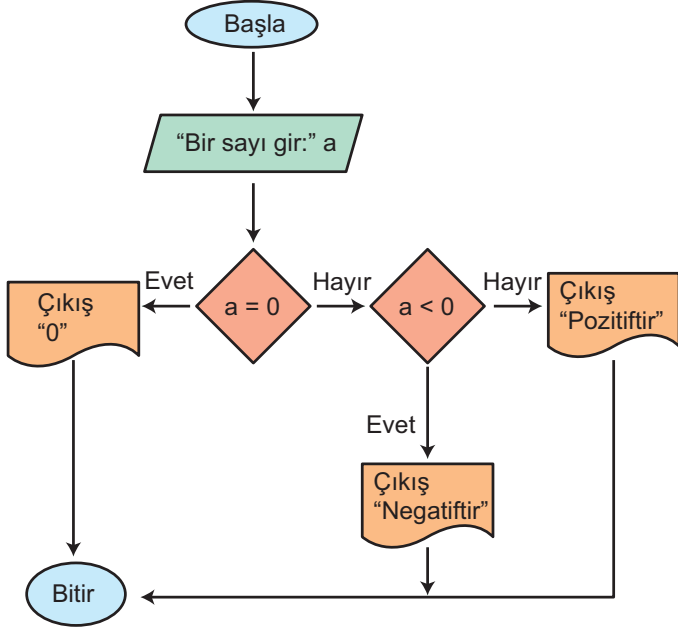 Başla
“Bir sayı gir:” a
Evet
a = 0
Hayır
a < 0
Hayır
Çıkış
“0”
Çıkış
“Pozitiftir”
Evet
Çıkış
“Negatiftir”
Bitir